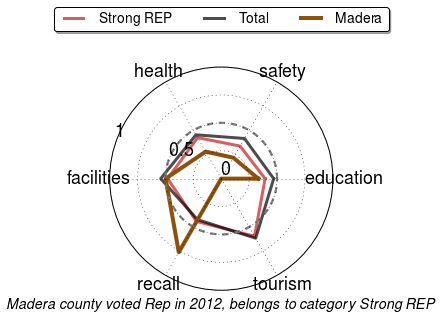 Strong REP Total Madera
health safety
1
0.5
0
facilities education
recall tourism
Madera county voted Rep in 2012, belongs to category Strong REP